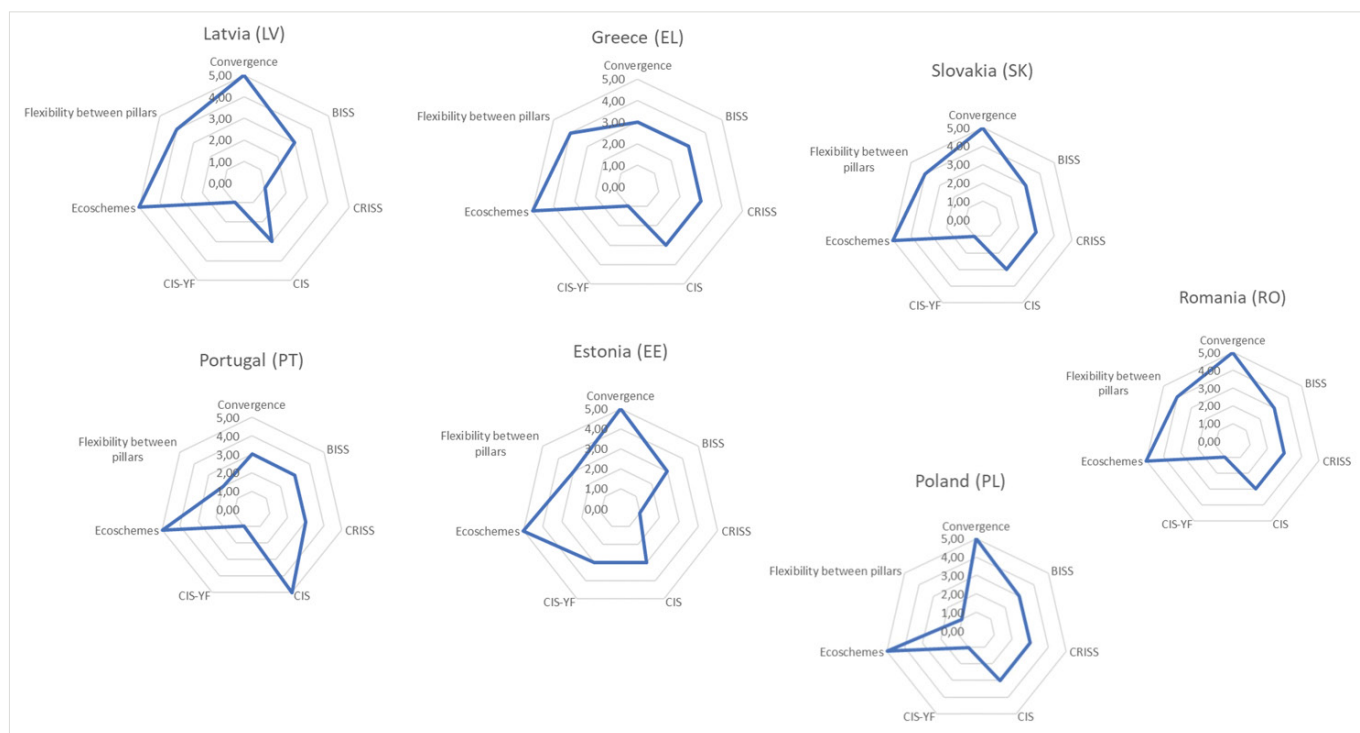 Latvia (LV)
Convergence
5,00
4,00
3,00
2,00
1,00
0,00
BISS
CRISS
CIS
CIS-YF
Ecoschemes
Flexibility between pillars
Greece (EL)
Convergence
5,00
4,00
3,00
2,00
1,00
0,00
BISS
CRISS
CIS
CIS-YF
Ecoschemes
Flexibility between pillars
Slovakia (SK)
Convergence
5,00
4,00
3,00
2,00
1,00
0,00
BISS
CRISS
CIS
CIS-YF
Ecoschemes
Flexibility between
pillars
Romania (RO)
Convergence
5,00
4,00
3,00
2,00
1,00
0,00
BISS
CRISS
CIS
CIS-YF
Ecoschemes
Flexibility between
pillars
Portugal (PT)
Convergence
5,00
4,00
3,00
2,00
1,00
0,00
BISS
CRISS
CIS
CIS-YF
Ecoschemes
Flexibility between
pillars
Estonia (EE)
Convergence
5,00
4,00
3,00
2,00
1,00
0,00
BISS
CRISS
CIS
CIS-YF
Ecoschemes
Flexibility between pillars
Poland (PL)
Convergence
5,00
4,00
3,00
2,00
1,00
0,00
BISS
CRISS
CIS
CIS-YF
Ecoschemes
Flexibility between pillars